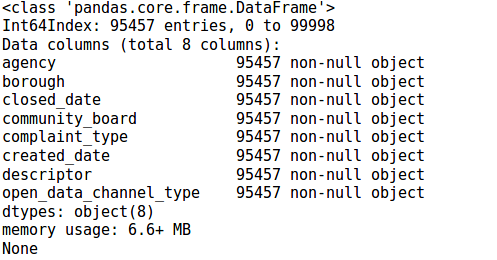 <class 'pandas.core.frame.DataFrame'>
Int64Index: 95457 entries, 0 to 99998
Data columns (total 8 columns):
agency                    95457 non-null object
borough                   95457 non-null object
closed_date               95457 non-null object
community_board           95457 non-null object
complaint_type            95457 non-null object
created_date              95457 non-null object
descriptor                95457 non-null object
open_data_channel_type    95457 non-null object
dtypes: object(8)
memory usage: 6.6+ MB
None